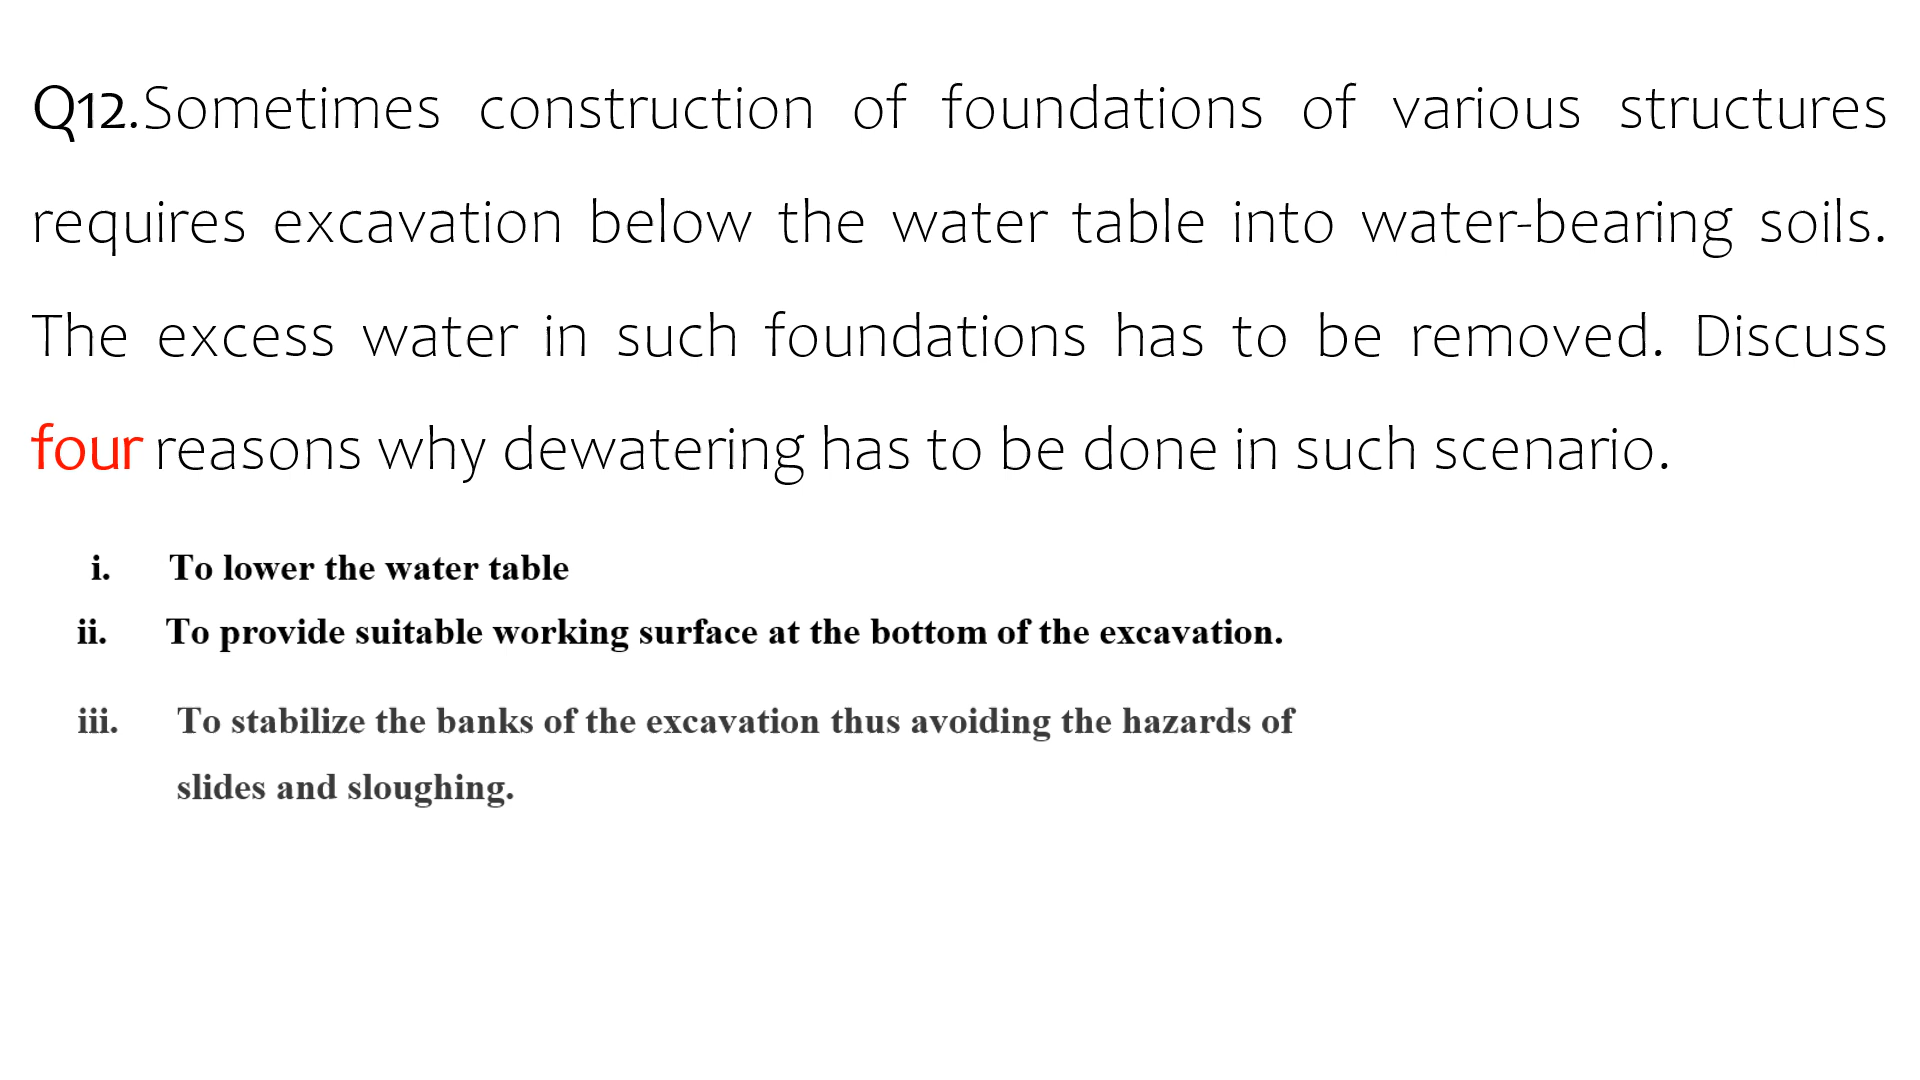 Q12.Sometimes construction of foundations of various structures
requires excavation below the water table into water-bearing soils.
The excess water in such foundations has to be removed. Discuss
four reasons why dewatering has to be done in such scenario.
i. To lower the water table
ii. To provide suitable working surface at the bottom of the excavation.
iii. To stabilize the banks of the excavation thus avoiding the hazards of
slides and sloughing.